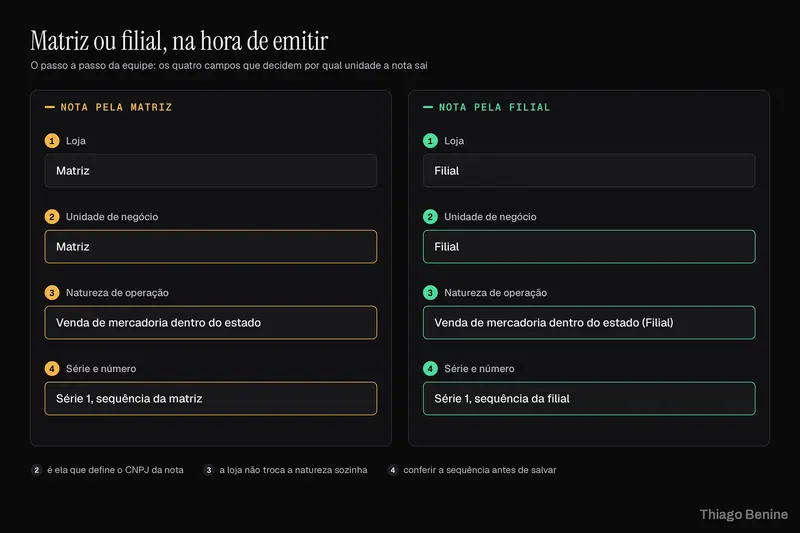 Matriz ou filial, na hora de emitir
O passo a passo da equipe: os quatro campos que decidem por qual unidade a nota sai
NOTA PELA MATRIZ
1 Loja
Matriz
2 Unidade de negócio
Matriz
3 Natureza de operação
Venda de mercadoria dentro do estado
4 Série e número
Série 1, sequência da matriz
NOTA PELA FILIAL
1 Loja
Filial
2 Unidade de negócio
Filial
3 Natureza de operação
Venda de mercadoria dentro do estado (Filial)
4 Série e número
Série 1, sequência da filial
2 é ela que define o CNPJ da nota 3 a loja não troca a natureza sozinha 4 conferir a sequência antes de salvar
Thiago Benine